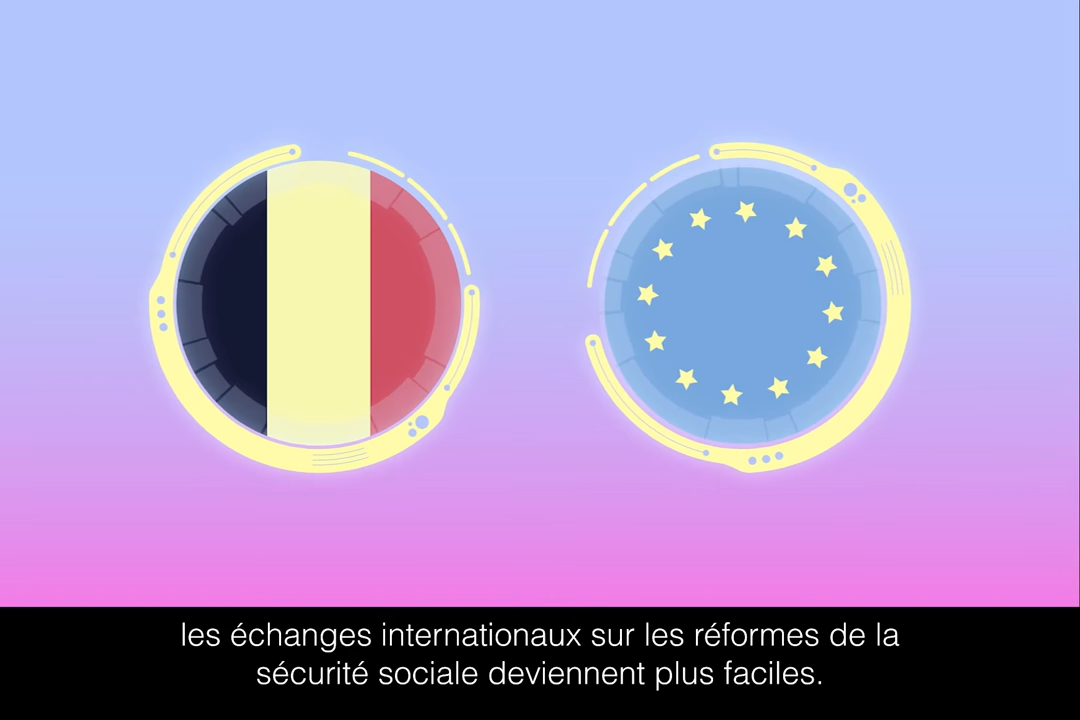 les échanges internationaux sur les réformes de la
sécurité sociale deviennent plus faciles.